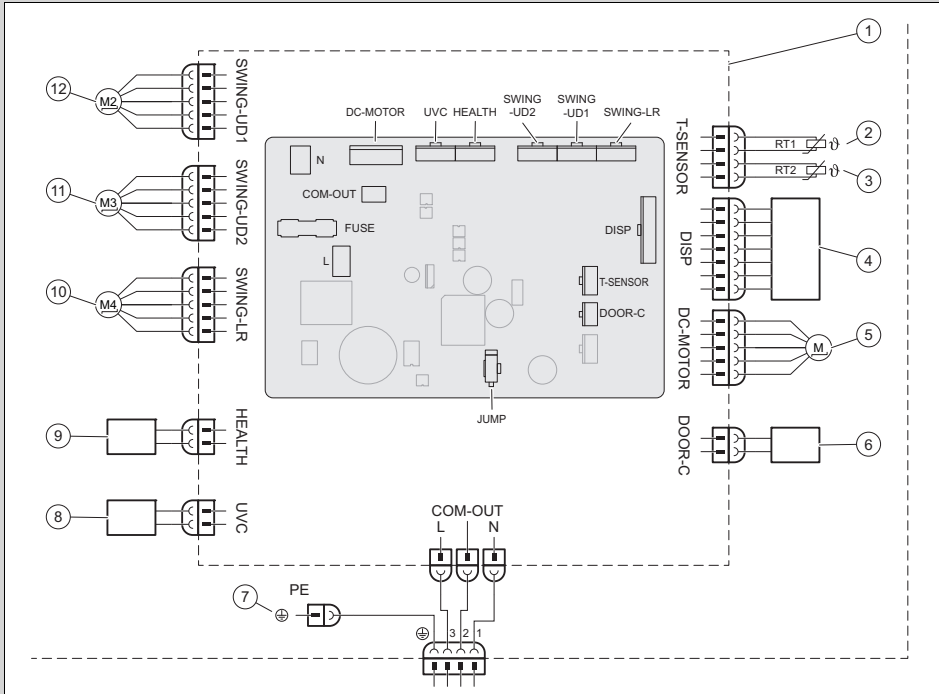 1
12
M2
SWING-UD1
DC-MOTOR
UVC
HEALTH
SWING
-UD2
SWING
-UD1
SWING-LR
T-SENSOR
RT1
ϑ
2
RT2
ϑ
3
N
COM-OUT
FUSE
L
DISP
T-SENSOR
DOOR-C
JUMP
11
M3
SWING-UD2
DISP
4
10
M4
SWING-LR
DC-MOTOR
M
5
9
HEALTH
DOOR-C
6
8
UVC
COM-OUT
L
N
7
PE
3
2
1